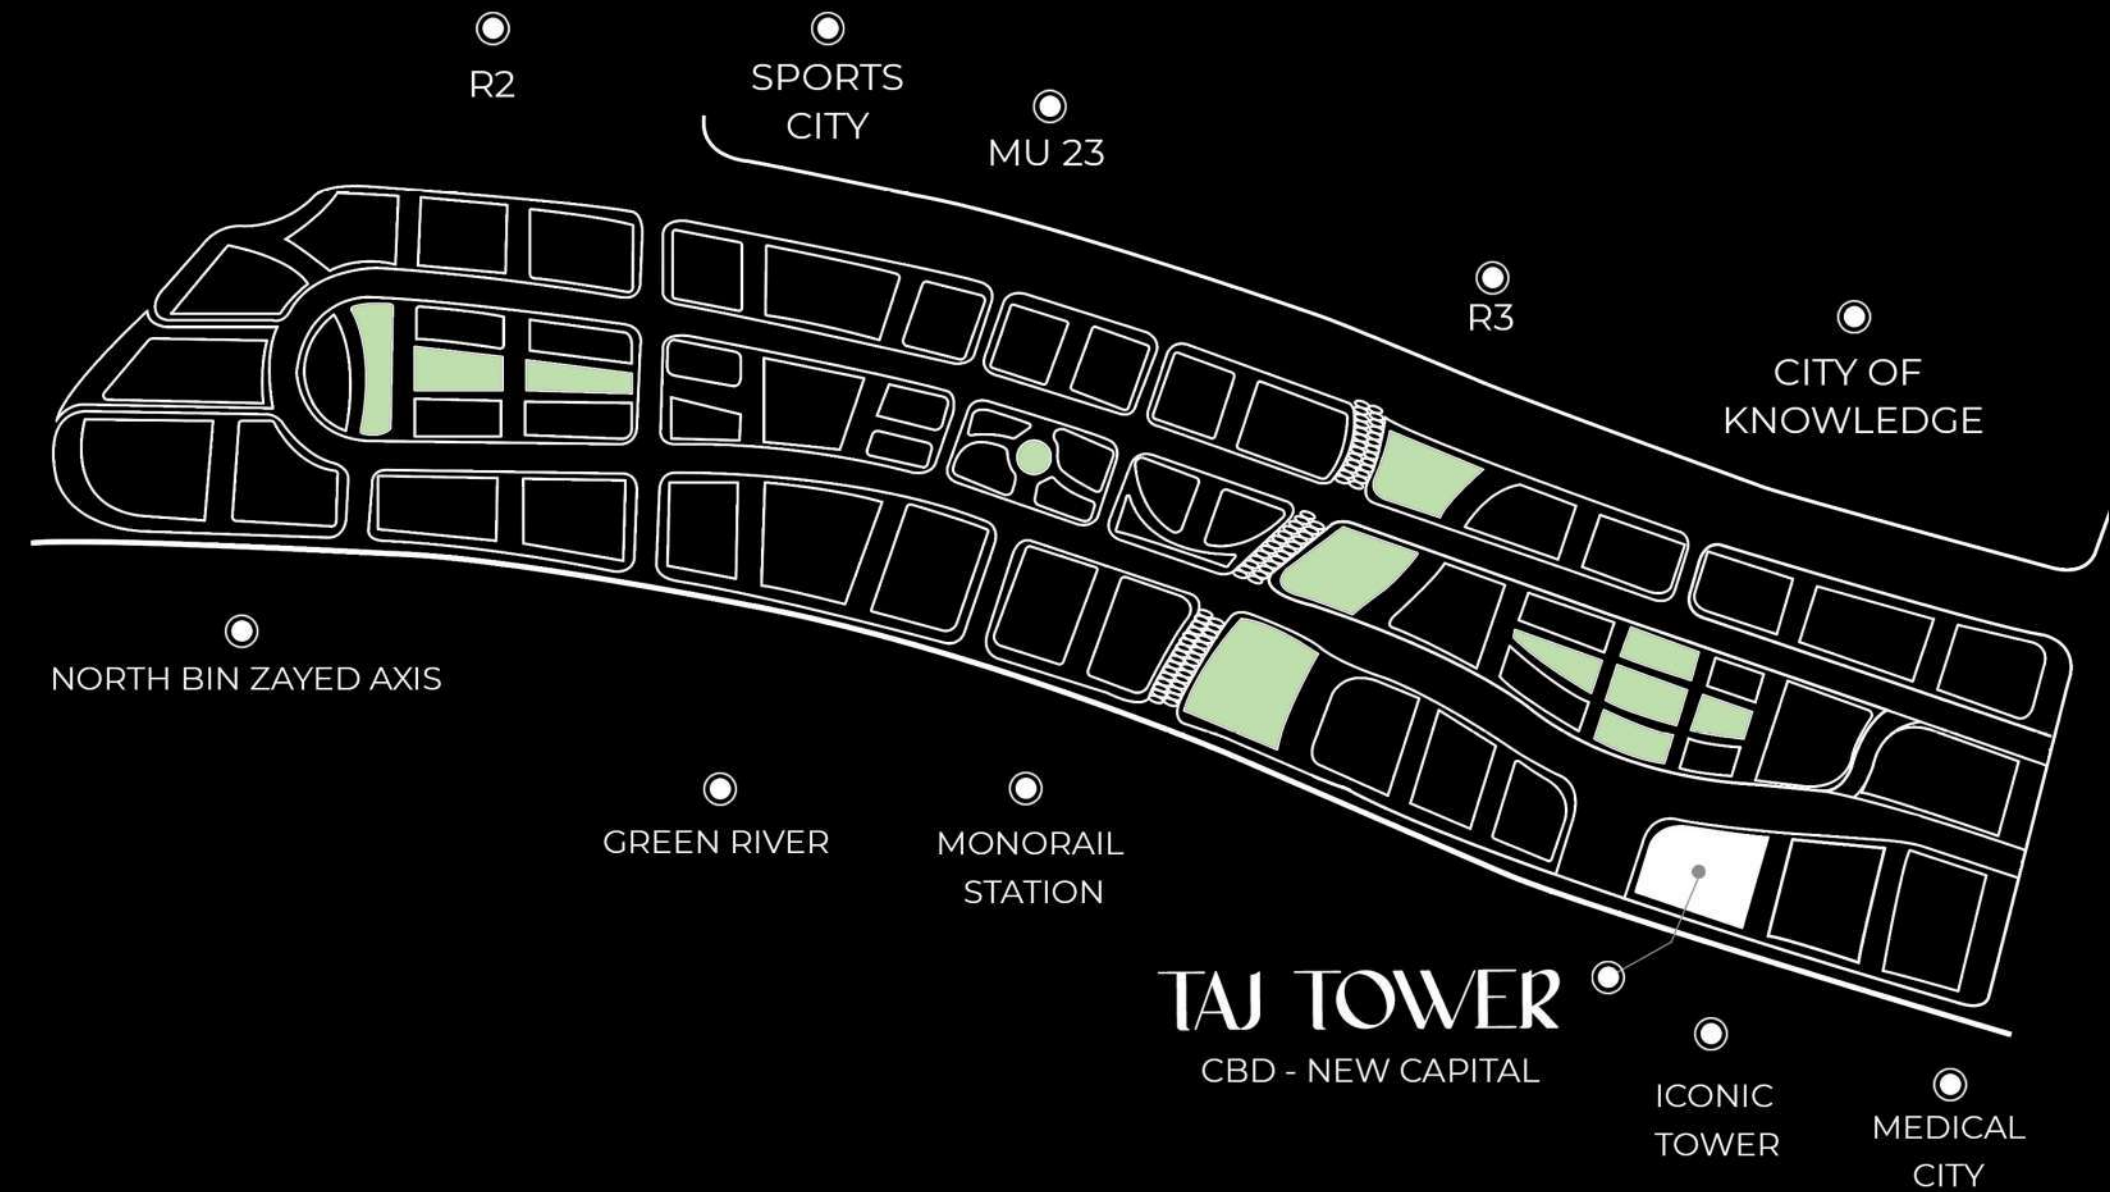 R2
SPORTS
CITY
MU 23
R3
CITY OF
KNOWLEDGE
NORTH BIN ZAYED AXIS
GREEN RIVER
MONORAIL
STATION
TAJ TOWER
CBD - NEW CAPITAL
ICONIC
TOWER
MEDICAL
CITY